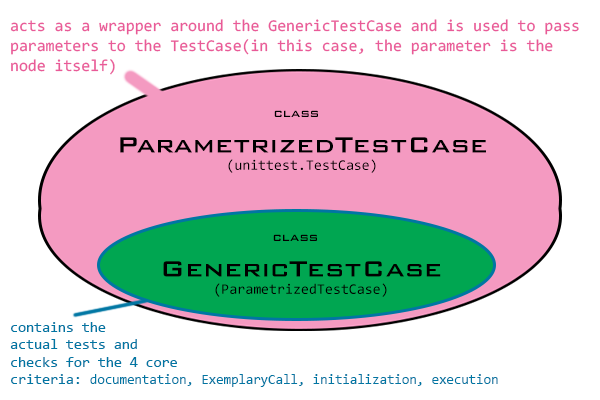 acts as a wrapper around the GenericTestCase and is used to pass
parameters to the TestCase(in this case, the parameter is the
node itself)
CLASS
PARAMETRIZEDTESTCASE
(unittest.TestCase)
CLASS
GENERICTESTCASE
(ParametrizedTestCase)
contains the
actual tests and
checks for the 4 core
criteria: documentation, ExemplaryCall, initialization, execution